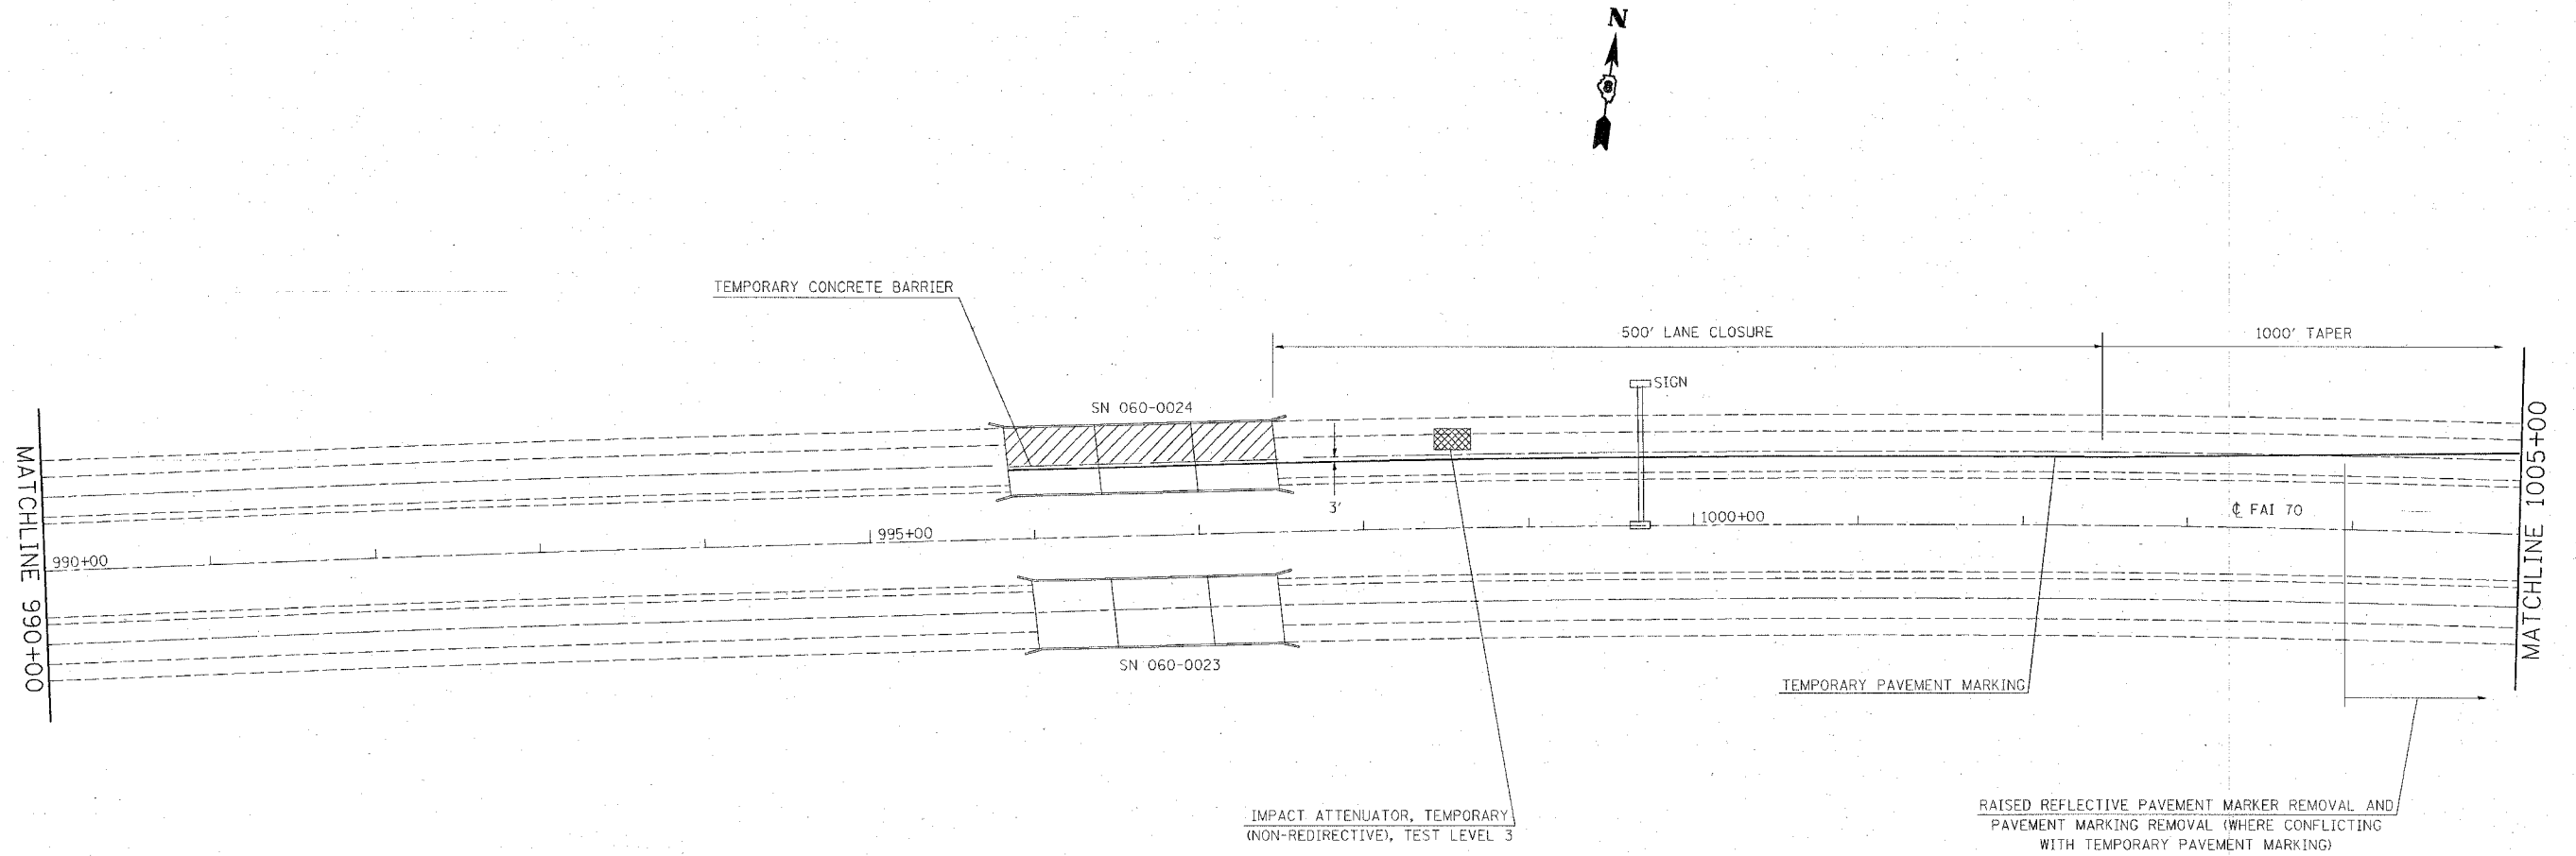 N
8
TEMPORARY CONCRETE BARRIER
500' LANE CLOSURE
1000' TAPER
SIGN
SN 060-0024
MATCHLINE 990+00
MATCHLINE 1005+00
3'
990+00
995+00
1000+00
℄ FAI 70
SN 060-0023
TEMPORARY PAVEMENT MARKING
IMPACT ATTENUATOR, TEMPORARY
(NON-REDIRECTIVE), TEST LEVEL 3
RAISED REFLECTIVE PAVEMENT MARKER REMOVAL AND
PAVEMENT MARKING REMOVAL (WHERE CONFLICTING
WITH TEMPORARY PAVEMENT MARKING)